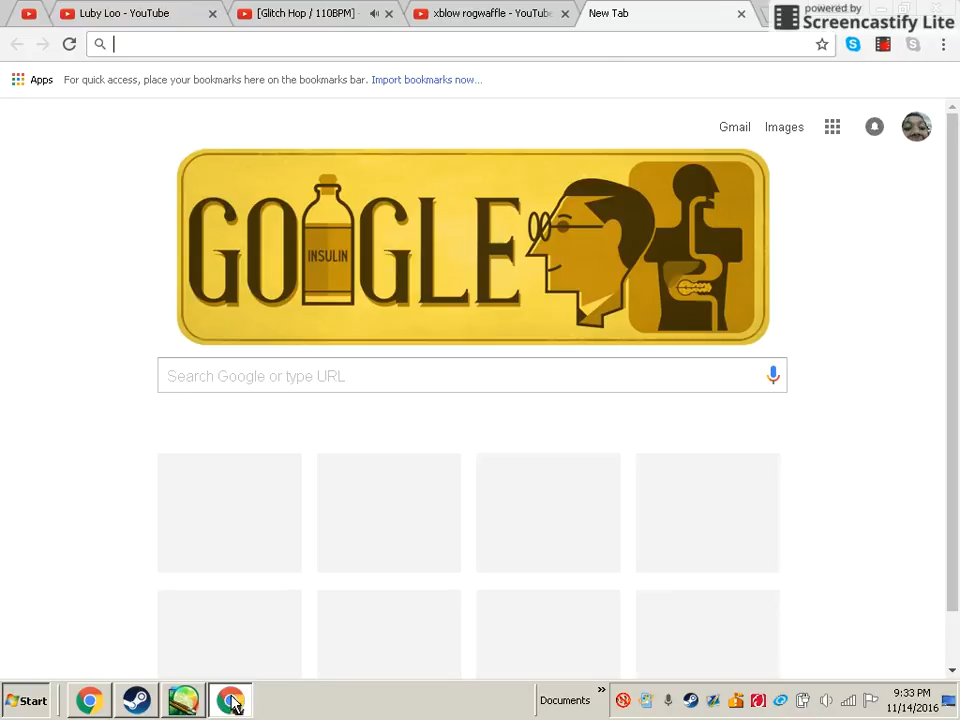 Luby Loo - YouTube
[Glitch Hop / 110BPM] -
xblow rogwaffle - YouTube
New Tab
powered by
Screencastify Lite
Apps
For quick access, place your bookmarks here on the bookmarks bar. Import bookmarks now...
Gmail
Images
GOOGLE
INSULIN
Search Google or type URL
Start
Documents
9:33 PM
11/14/2016